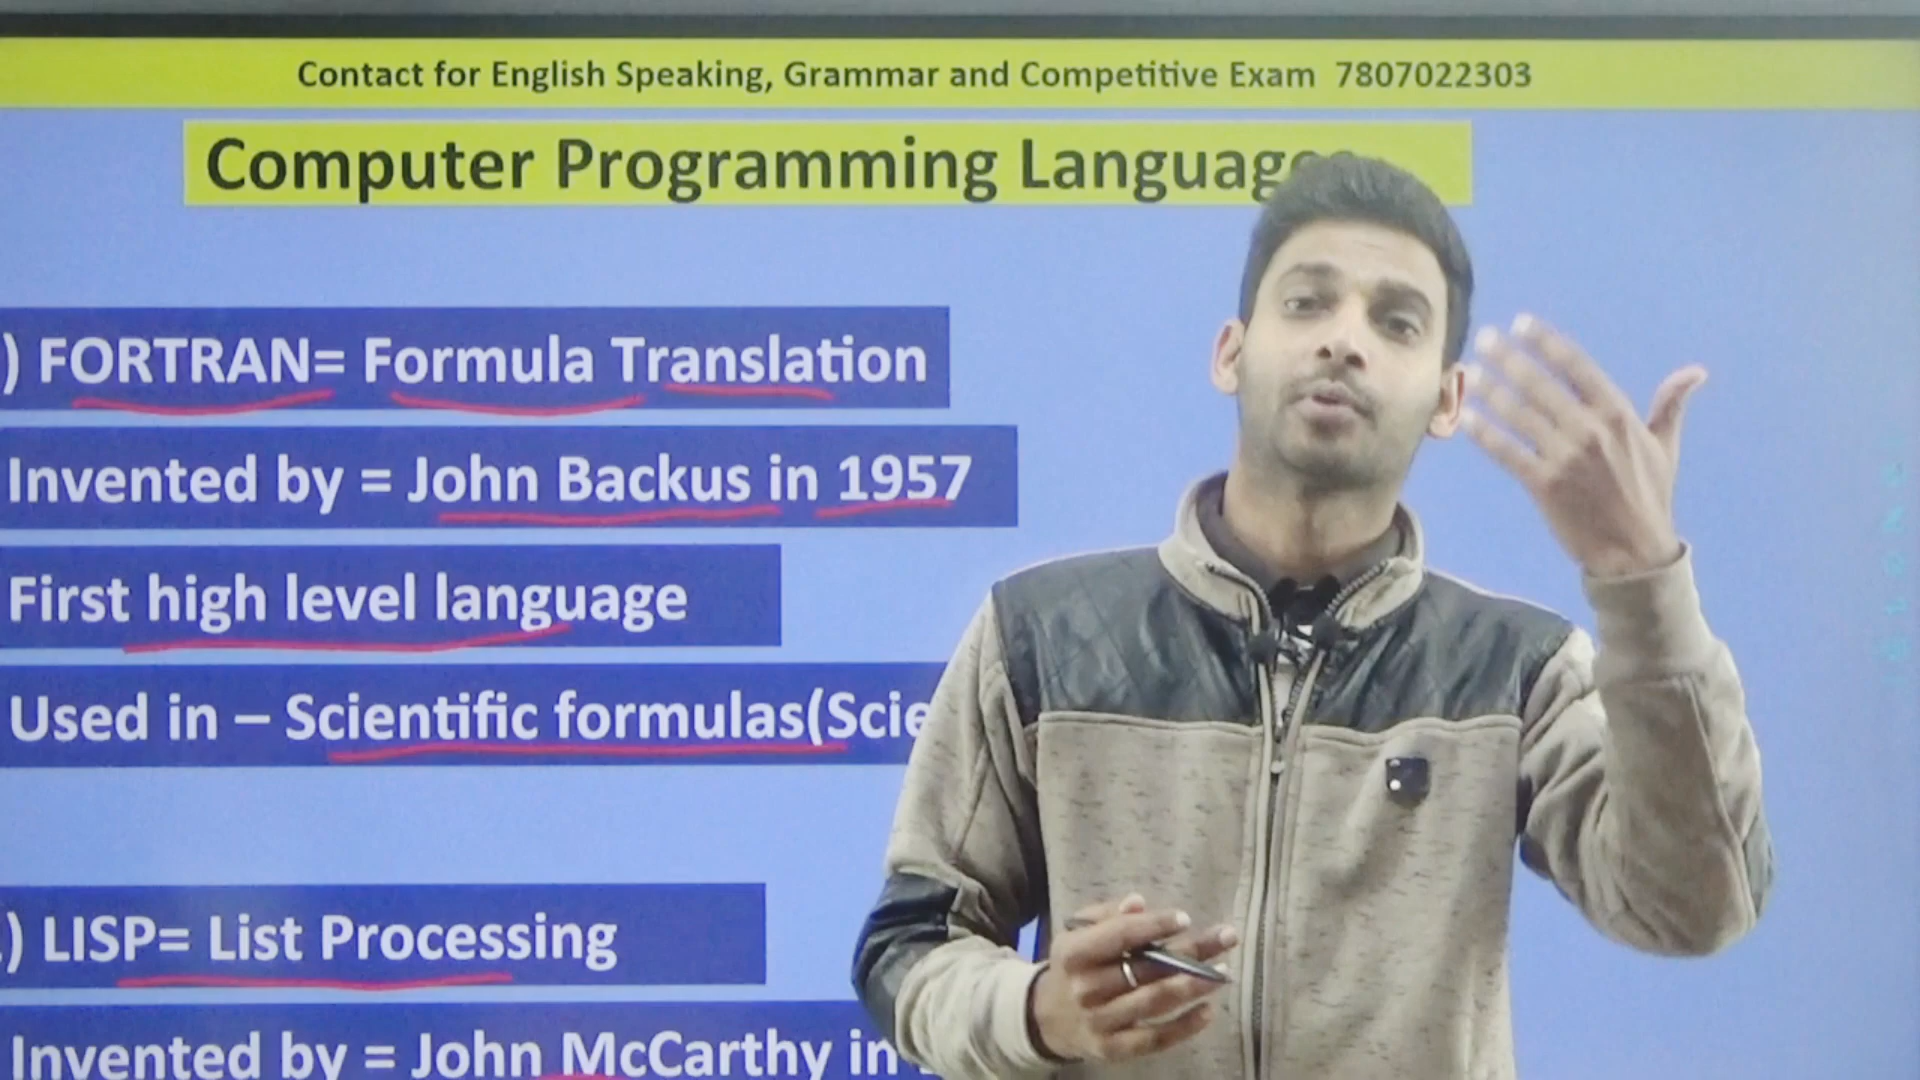 Contact for English Speaking, Grammar and Competitive Exam 7807022303
Computer Programming
) FORTRAN= Formula Translation
Invented by = John Backus in 1957
First high level language
Used in – Scientific formulas(Scie
) LISP= List Processing
Invented by = John McCarthy in